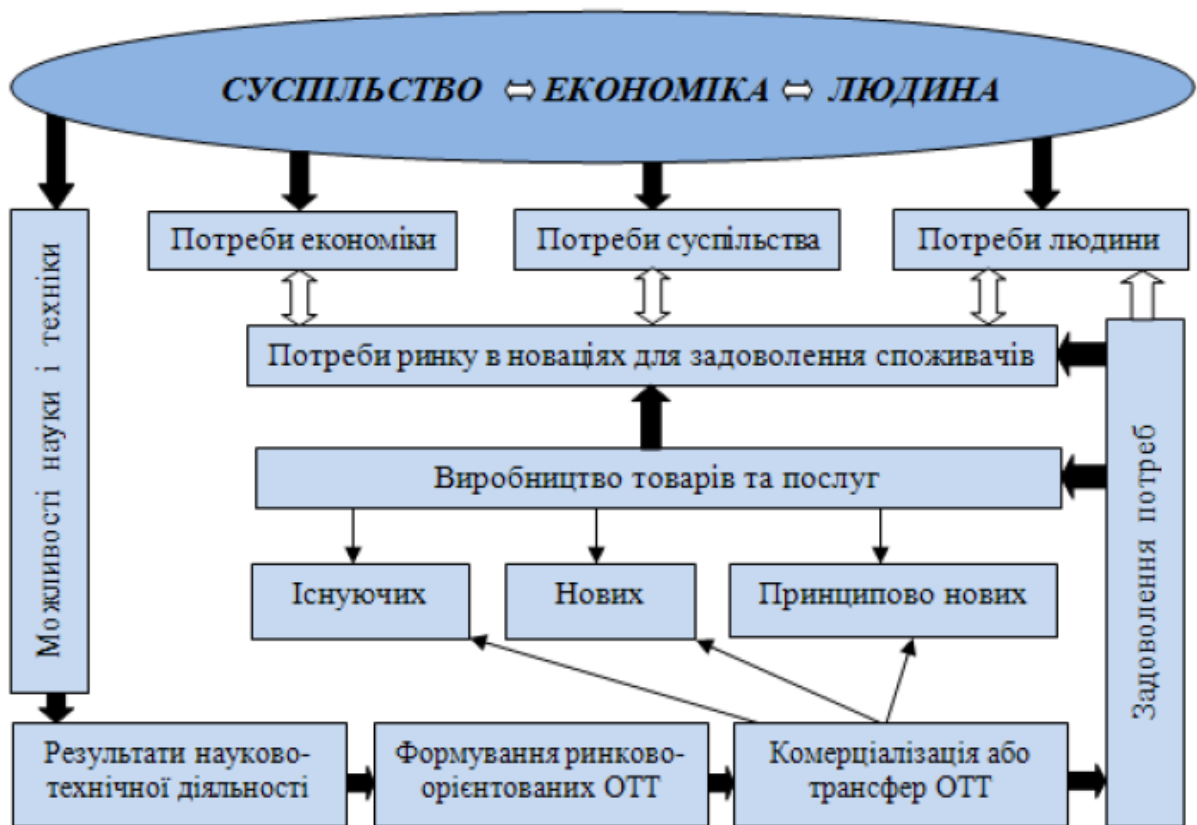 СУСПІЛЬСТВО ⇔ ЕКОНОМІКА ⇔ ЛЮДИНА
Потреби економіки
Потреби суспільства
Потреби людини
Можливості науки і техніки
Потреби ринку в новаціях для задоволення споживачів
Виробництво товарів та послуг
Існуючих
Нових
Принципово нових
Задоволення потреб
Результати науково-
технічної діяльності
Формування ринково-
орієнтованих ОТТ
Комерціалізація або
трансфер ОТТ